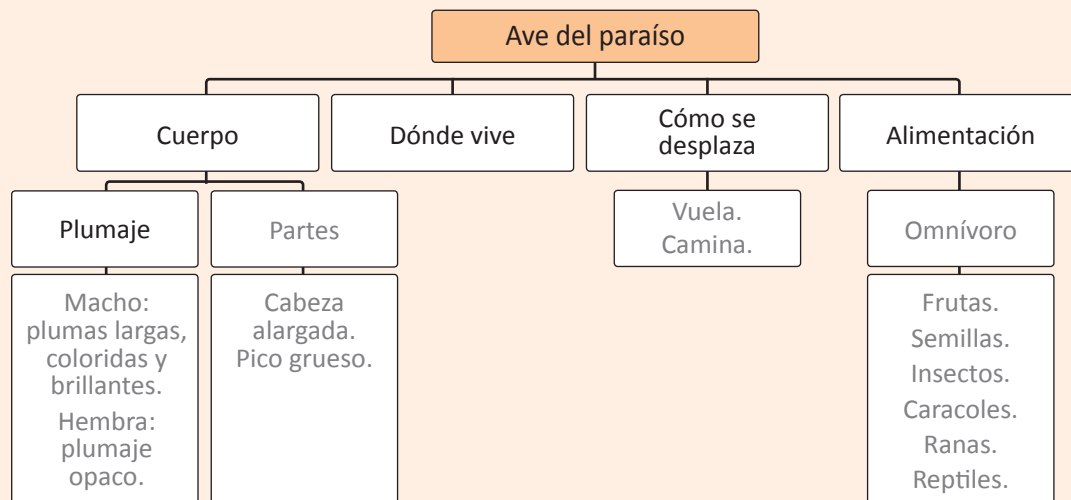 Ave del paraíso
Cuerpo
Dónde vive
Cómo se
desplaza
Alimentación
Plumaje
Partes
Vuela.
Camina.
Omnívoro
Macho:
plumas largas,
coloridas y
brillantes.
Hembra:
plumaje
opaco.
Cabeza
alargada.
Pico grueso.
Frutas.
Semillas.
Insectos.
Caracoles.
Ranas.
Reptiles.